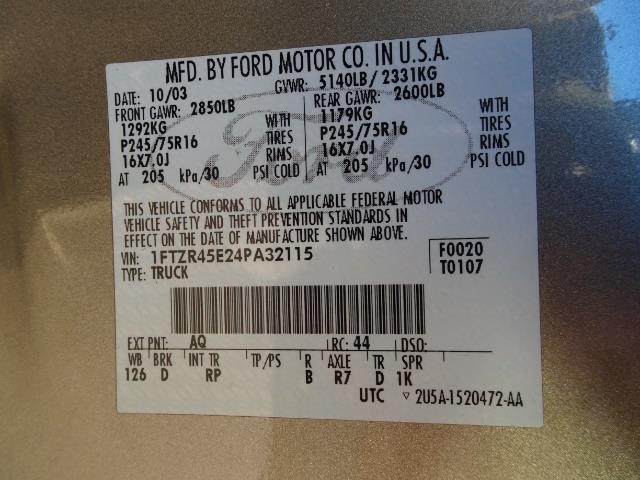 MFD. BY FORD MOTOR CO. IN U.S.A.
DATE: 10/03 GVWR: 5140LB/ 2331KG
FRONT GAWR: 2850LB REAR GAWR: 2600LB
1292KG WITH 1179KG WITH
P245/75R16 TIRES P245/75R16 TIRES
16X7.0J RIMS 16X7.0J RIMS
AT 205 kPa/30 PSI COLD AT 205 kPa/30 PSI COLD
Ford
THIS VEHICLE CONFORMS TO ALL APPLICABLE FEDERAL MOTOR
VEHICLE SAFETY AND THEFT PREVENTION STANDARDS IN
EFFECT ON THE DATE OF MANUFACTURE SHOWN ABOVE.
VIN: 1FTZR45E24PA32115 F0020
TYPE: TRUCK T0107
EXT PNT: AQ RC: 44 DSO:
WB BRK INT TR TP/PS R AXLE TR SPR
126 D RP B R7 D 1K
UTC ▽ 2U5A-1520472-AA